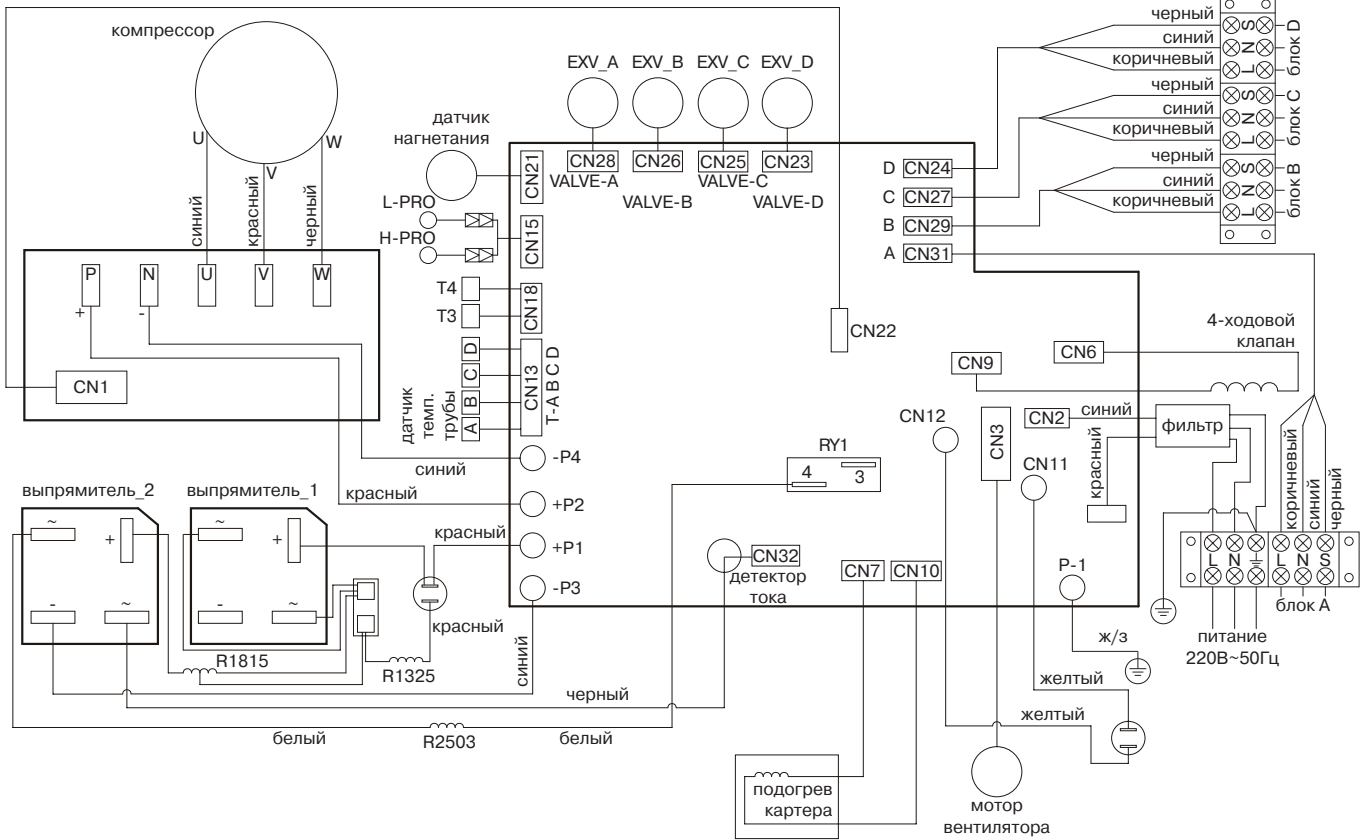 компрессор
U
V
W
синий
красный
черный
P
N
U
V
W
+
-
CN1
EXV_A
EXV_B
EXV_C
EXV_D
CN28
CN26
CN25
CN23
VALVE-A
VALVE-B
VALVE-C
VALVE-D
датчик
нагнетания
CN21
L-PRO
H-PRO
CN15
T4
T3
CN18
D
C
B
A
CN13
T-A B C D
датчик
темп.
трубы
-P4
+P2
+P1
-P3
синий
красный
красный
красный
синий
D
CN24
C
CN27
B
CN29
A
CN31
черный
синий
коричневый
черный
синий
коричневый
черный
синий
коричневый
S
N
L
блок D
S
N
L
блок C
S
N
L
блок B
CN22
4-ходовой
клапан
CN6
CN9
CN12
CN3
CN2
синий
фильтр
красный
CN11
RY1
4
3
CN32
детектор
тока
CN7
CN10
P-1
ж/з
коричневый
синий
черный
L
N
L
N
S
блок A
питание
220В~50Гц
желтый
желтый
выпрямитель_2
~
+
-
~
выпрямитель_1
~
+
-
~
R1815
R1325
черный
белый
R2503
белый
подогрев
картера
мотор
вентилятора